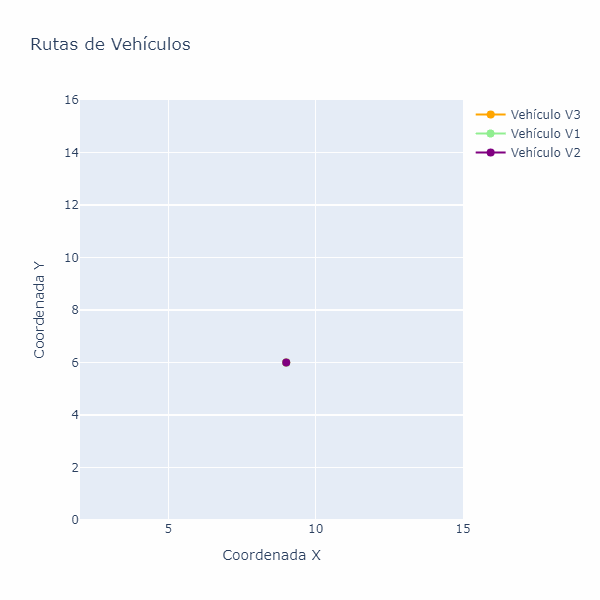 Rutas de Vehículos
Vehículo V3
Vehículo V1
Vehículo V2
Coordenada Y
16
14
12
10
8
6
4
2
0
5
10
15
Coordenada X